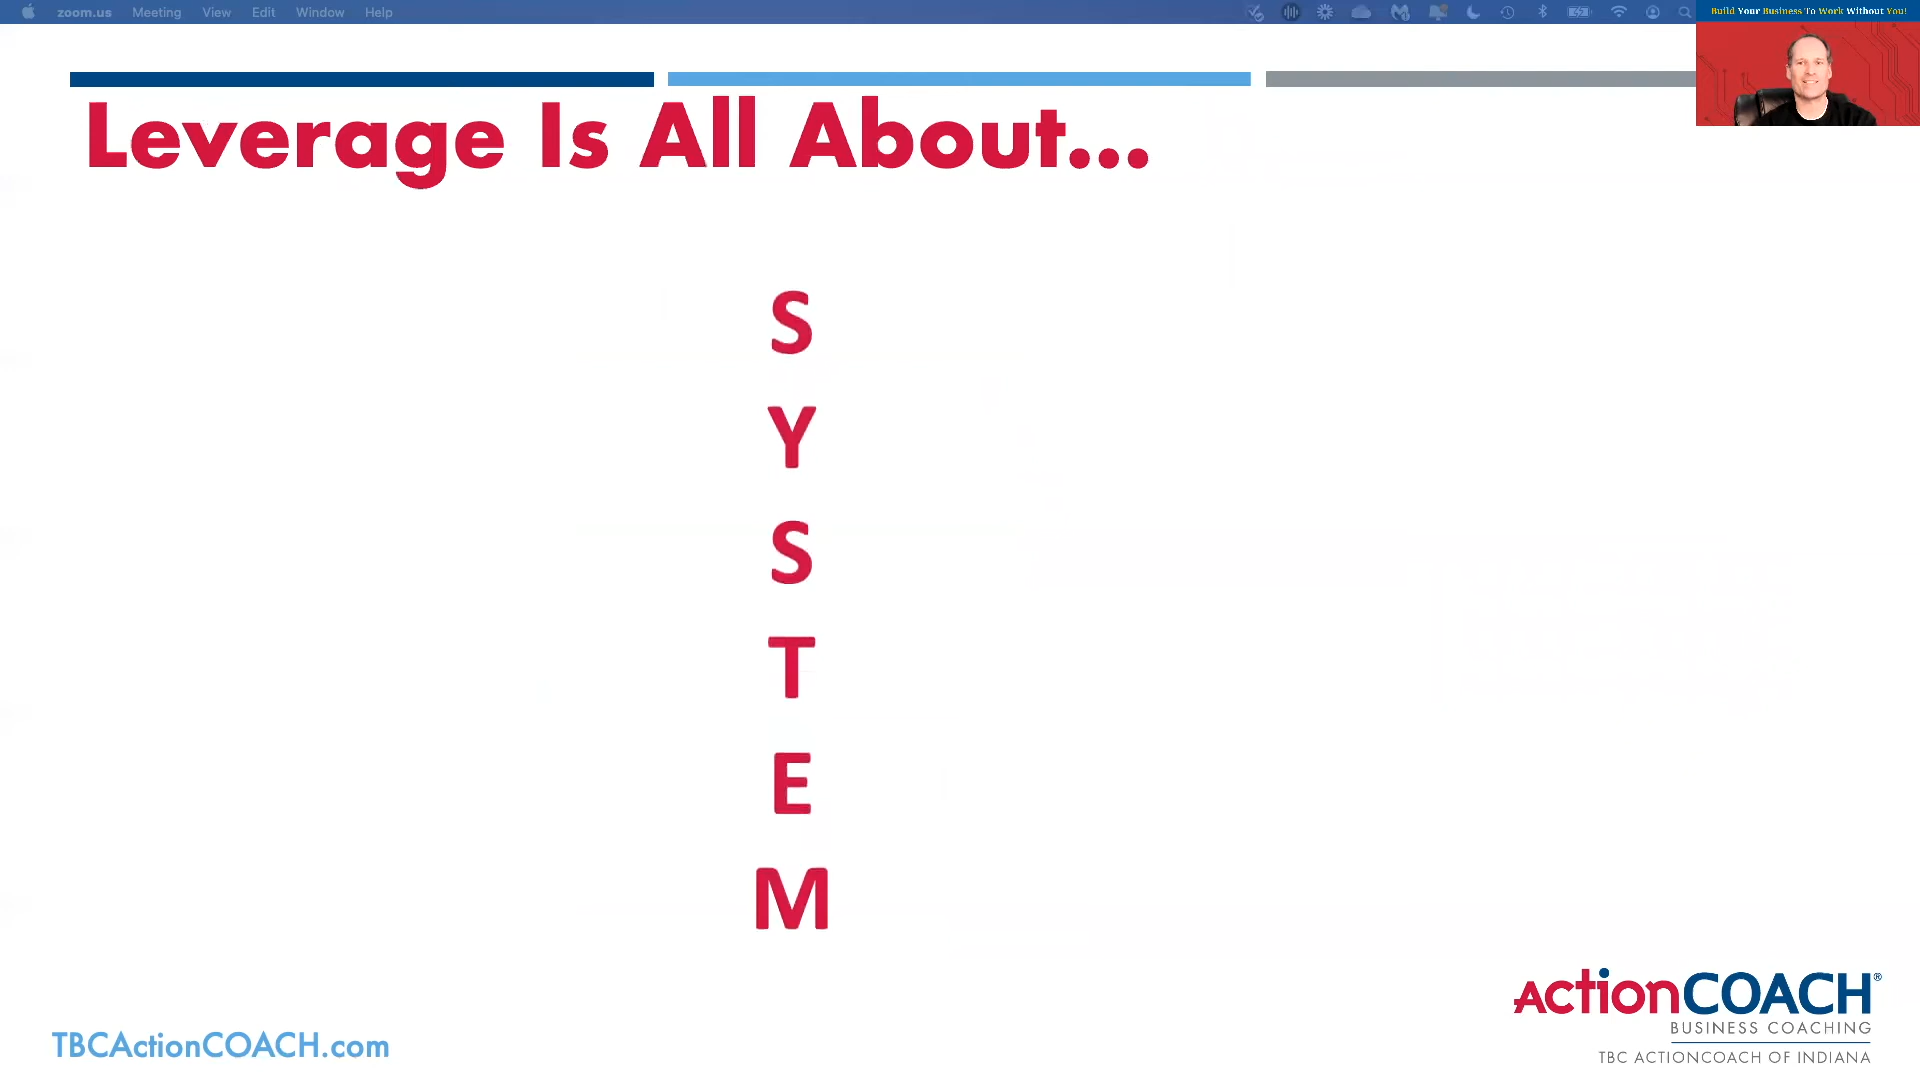 zoom.us Meeting View Edit Window Help
Build Your Business To Work Without You!
Leverage Is All About...
S
Y
S
T
E
M
actionCOACH®
BUSINESS COACHING
TBC ACTIONCOACH OF INDIANA
TBCActionCOACH.com